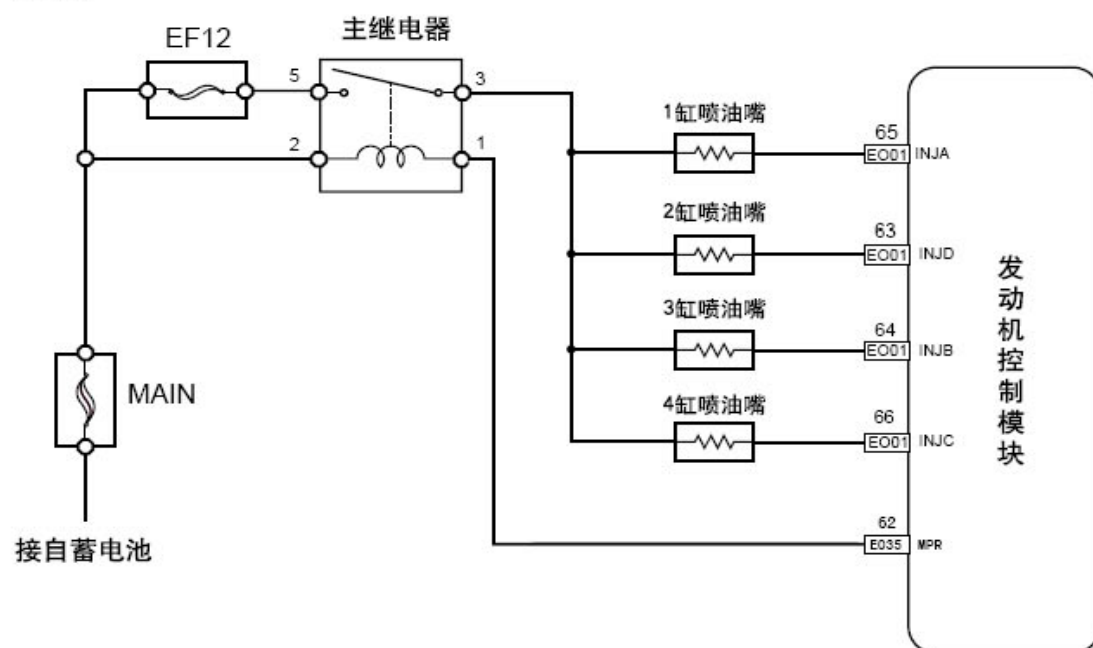 主继电器
EF12
5
3
2
1
1缸喷油嘴
65
EO01
INJA
2缸喷油嘴
63
EO01
INJD
发动机控制模块
3缸喷油嘴
64
EO01
INJB
MAIN
4缸喷油嘴
66
EO01
INJC
62
E035
MPR
接自蓄电池